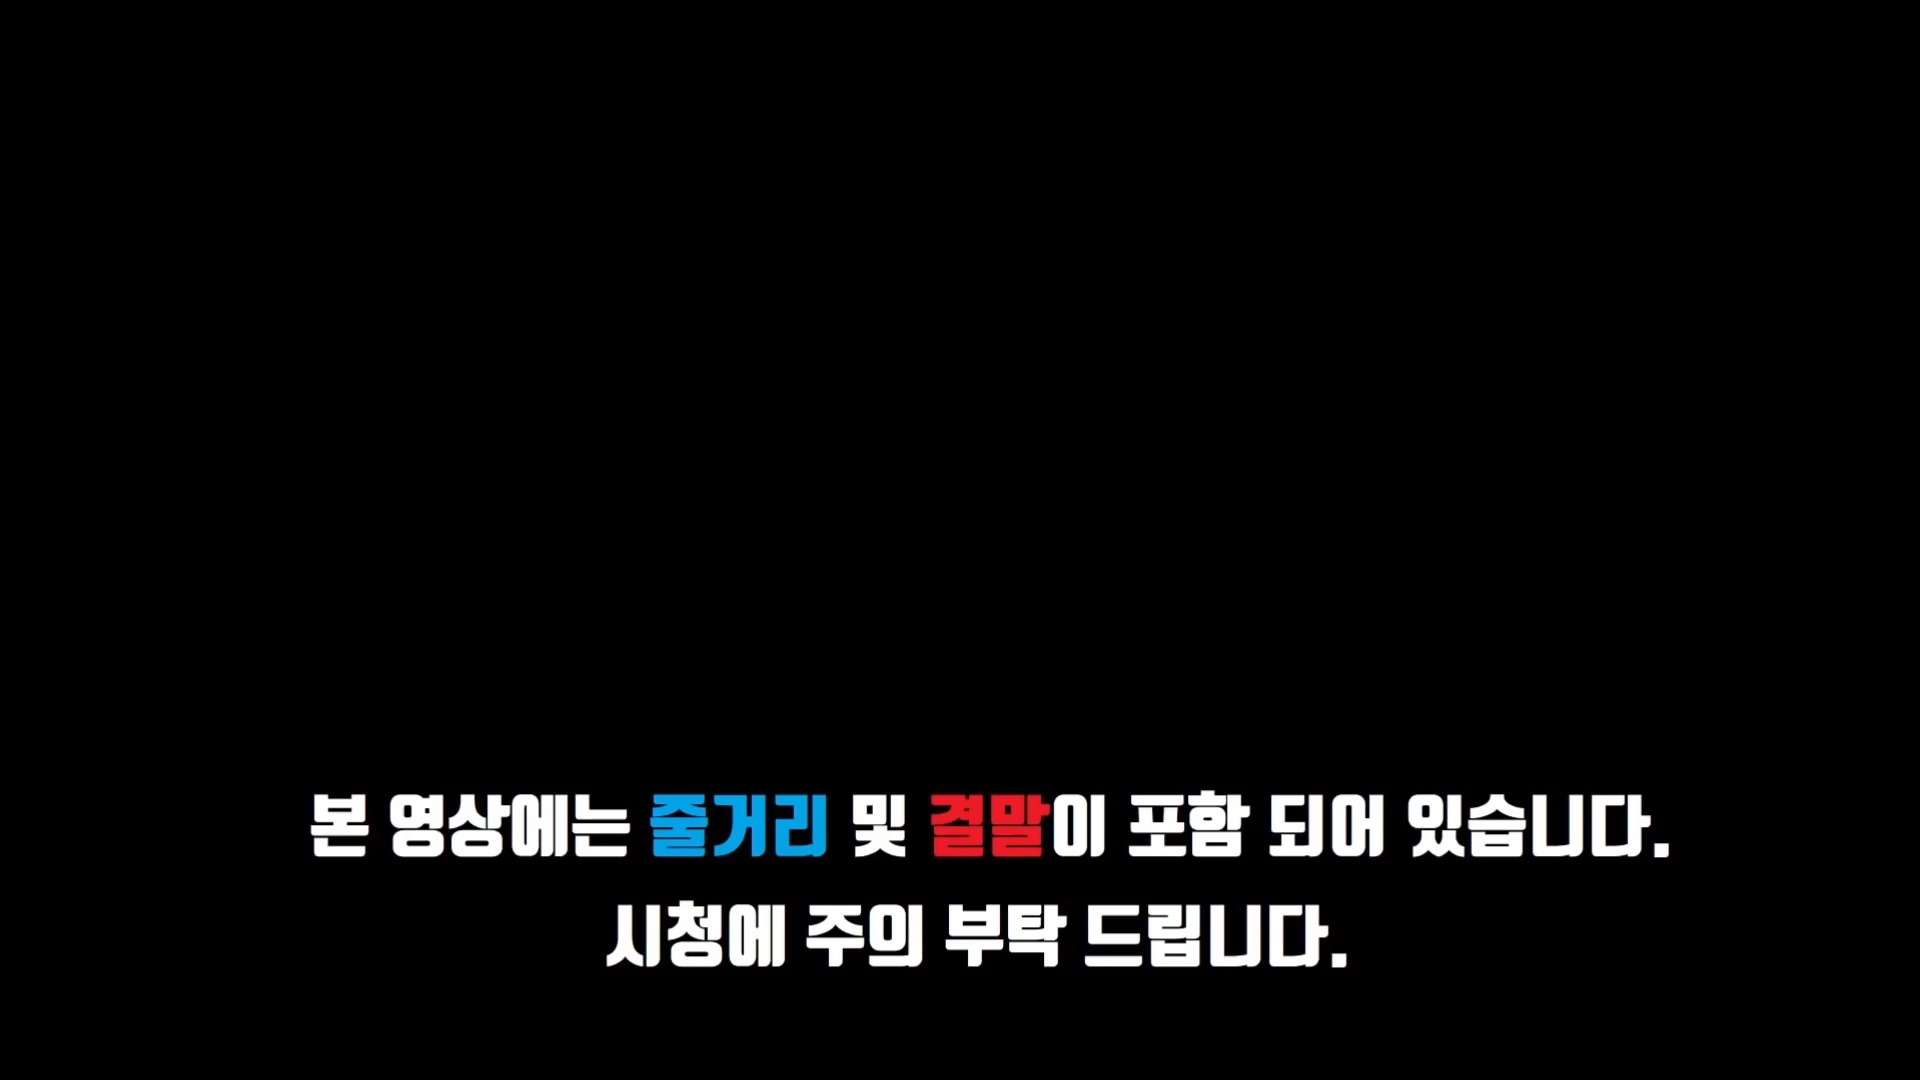 본 영상에는 줄거리 및 결말이 포함 되어 있습니다.
시청에 주의 부탁 드립니다.